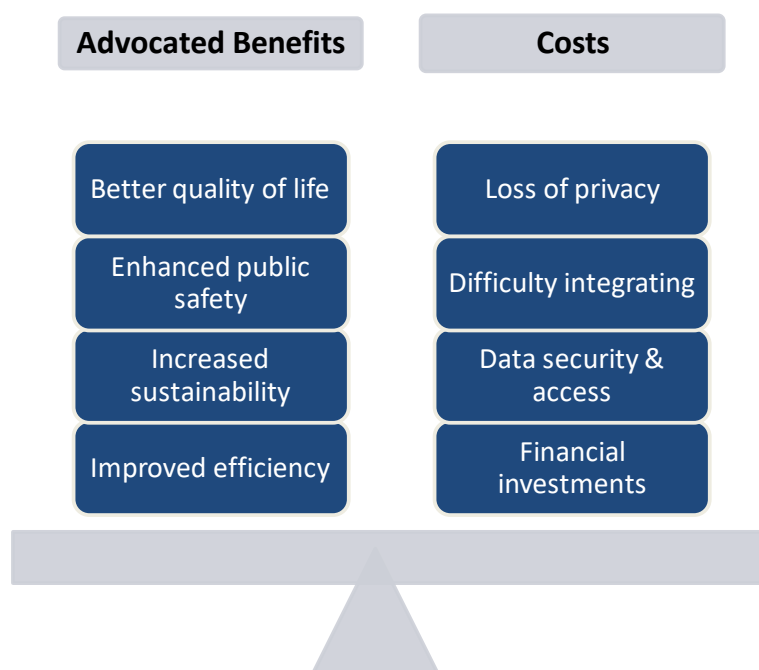 Advocated Benefits
Costs
Better quality of life
Enhanced public
safety
Increased
sustainability
Improved efficiency
Loss of privacy
Difficulty integrating
Data security &
access
Financial
investments